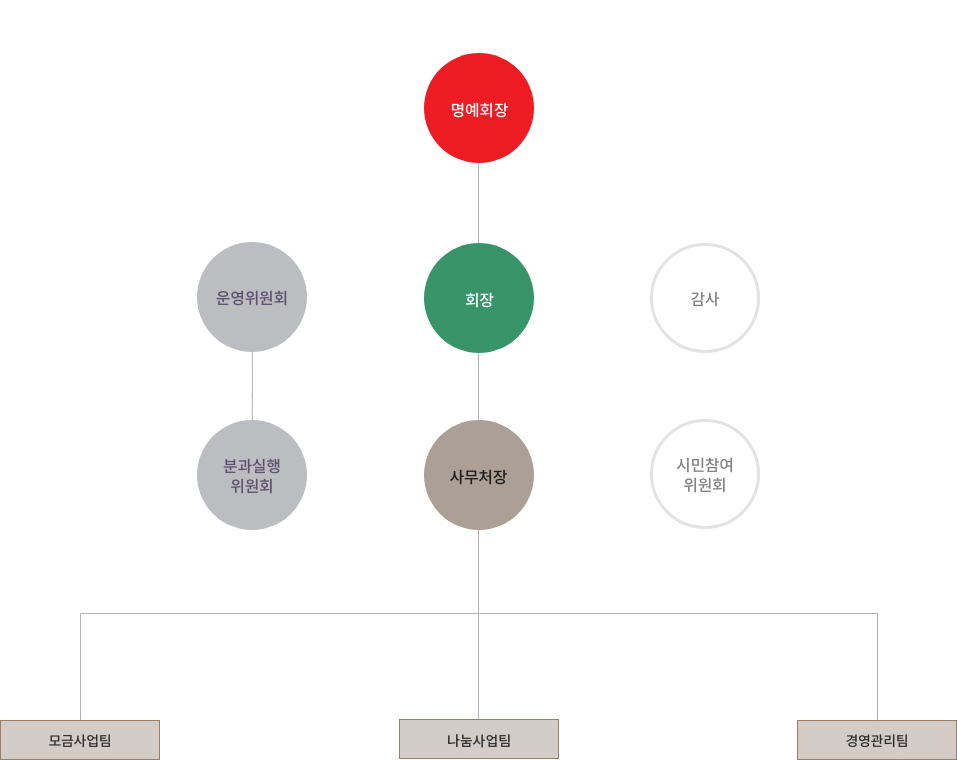 명예회장
운영위원회
회장
감사
분과실행
위원회
사무처장
시민참여
위원회
모금사업팀
나눔사업팀
경영관리팀